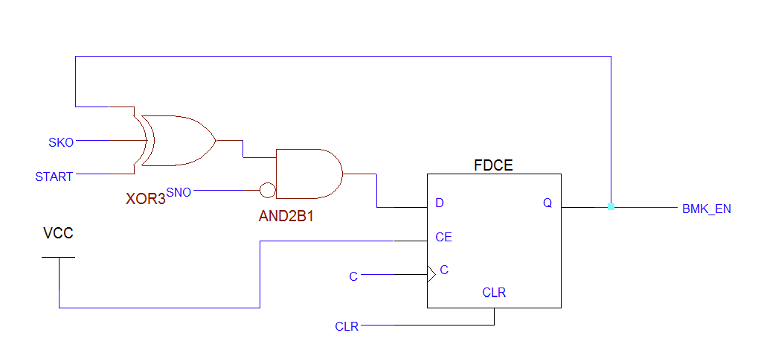 SKO
START
XOR3
SNO
AND2B1
FDCE
D
Q
BMK_EN
VCC
CE
C
C
CLR
CLR